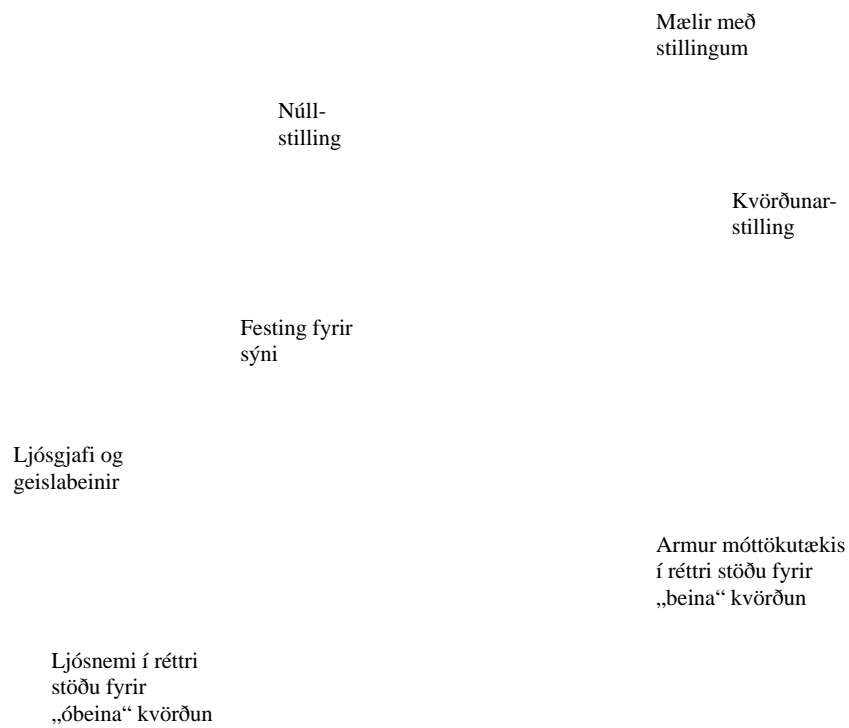 Mælir með
stillingum
Núll-
stilling
Kvörðunar-
stilling
Festing fyrir
sýni
Ljósgjafi og
geislabeinir
Armur móttökutækis
í réttri stöðu fyrir
„beina“ kvörðun
Ljósnemi í réttri
stöðu fyrir
„óbeina“ kvörðun